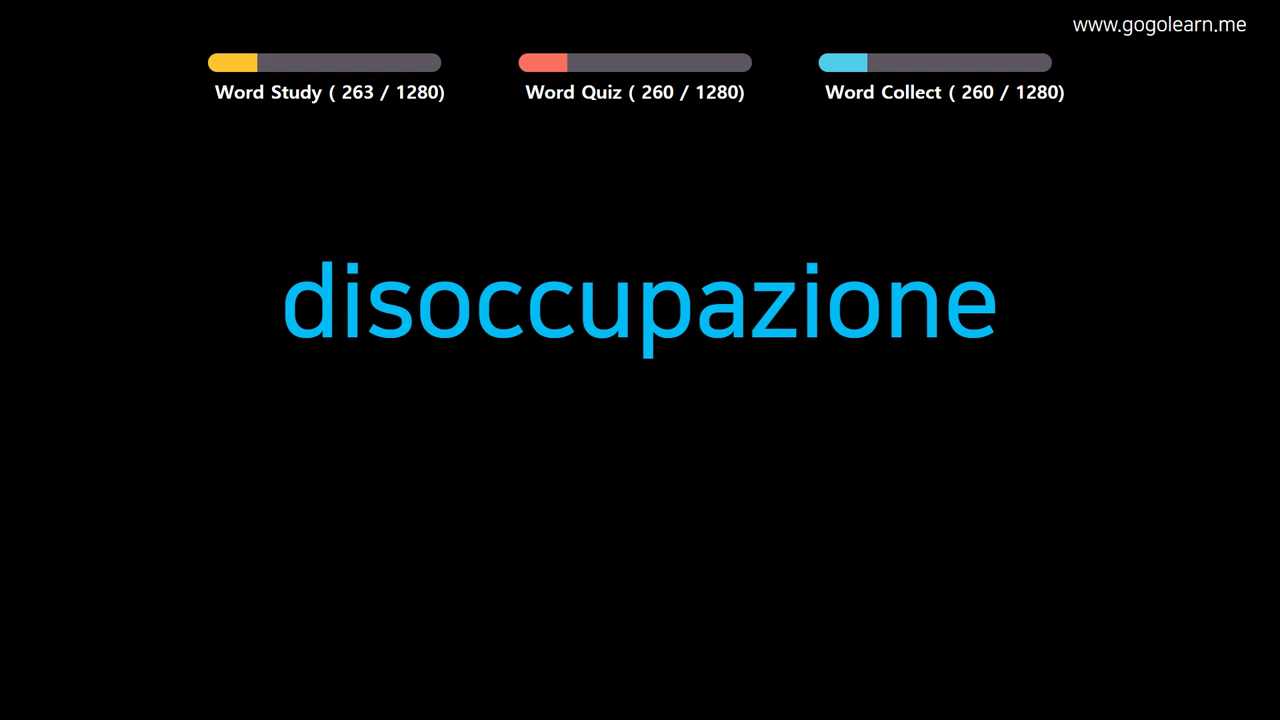 www.gogolearn.me
Word Study ( 263 / 1280)
Word Quiz ( 260 / 1280)
Word Collect ( 260 / 1280)
disoccupazione